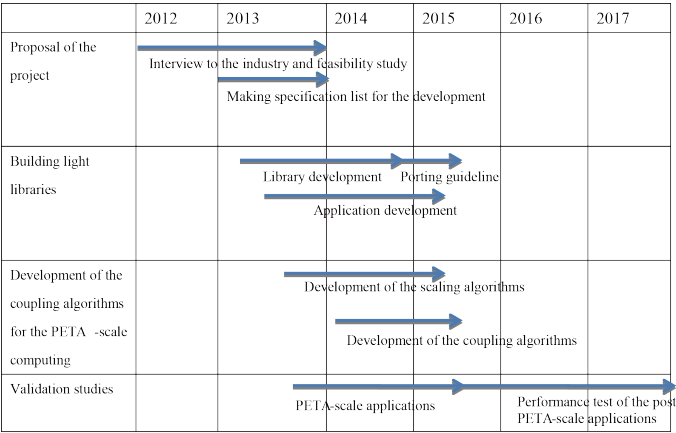 2012 2013 2014 2015 2016 2017
Proposal of the
project
Interview to the industry and feasibility study
Making specification list for the development
Building light
libraries
Library development
Porting guideline
Application development
Development of the
coupling algorithms
for the PETA -scale
computing
Development of the scaling algorithms
Development of the coupling algorithms
Validation studies
PETA-scale applications
Performance test of the post
PETA-scale applications